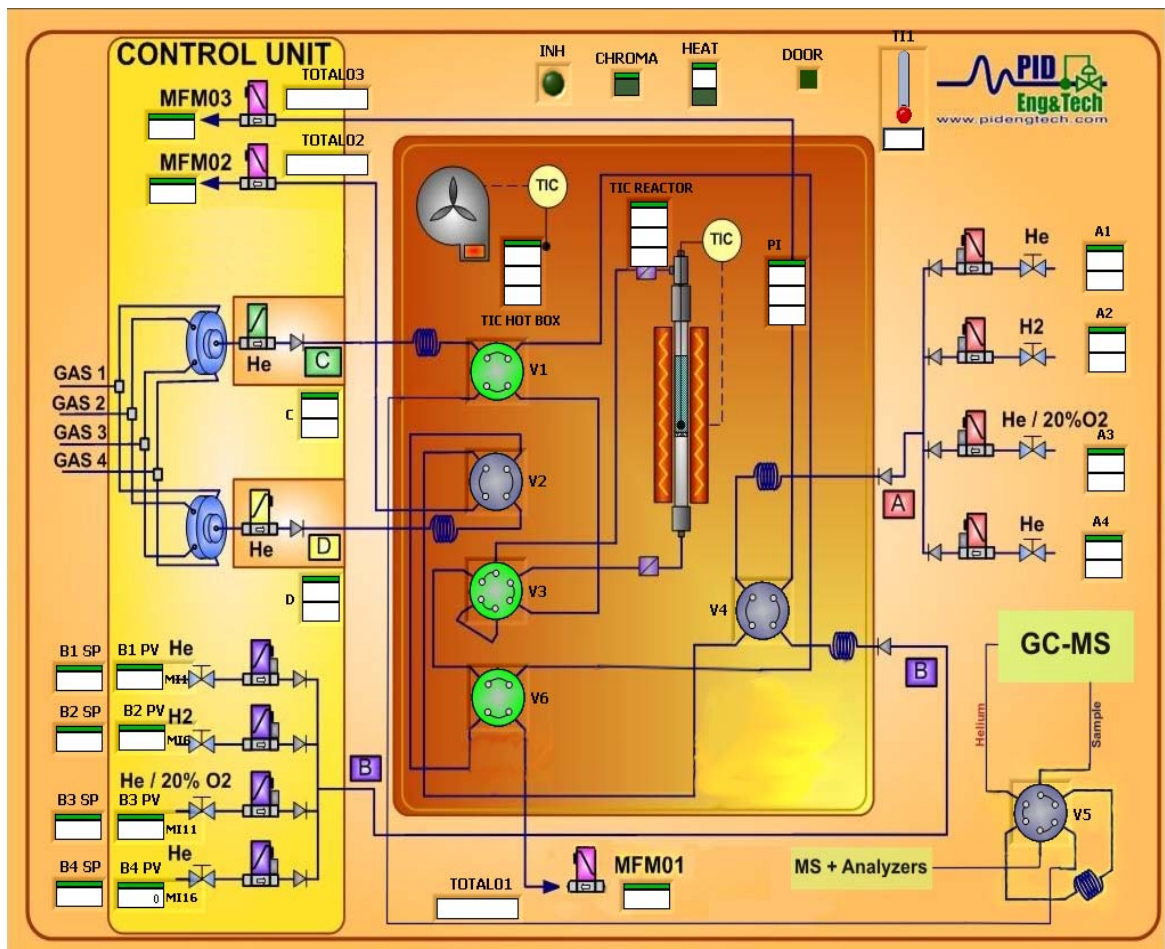 CONTROL UNIT
TOTAL03
MFM03
TOTAL02
MFM02
INH
CHROMA
HEAT
DOOR
TI1
PID
Eng&Tech
www.pidengtech.com
TIC
TIC REACTOR
TIC
PI
TIC HOT BOX
He
A1
H2
A2
He / 20%O2
A3
He
A4
A
GAS 1
GAS 2
GAS 3
GAS 4
He
C
C
He
D
D
V1
V2
V3
V4
V6
B
B1 SP
B1 PV
He
MI1
B2 SP
B2 PV
H2
MI6
He / 20% O2
B3 SP
B3 PV
MI11
He
B4 SP
B4 PV
0
MI16
B
GC-MS
Helium
Sample
V5
MS + Analyzers
TOTAL01
MFM01